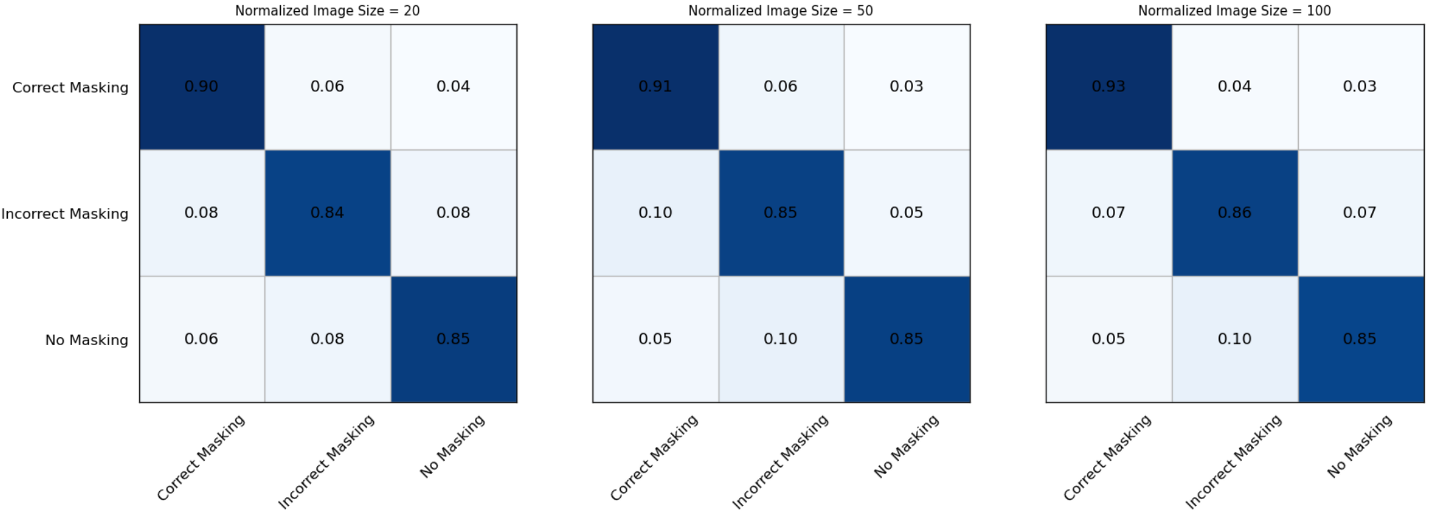 Normalized Image Size = 20
Normalized Image Size = 50
Normalized Image Size = 100
Correct Masking
0.90 0.06 0.04
0.91 0.06 0.03
0.93 0.04 0.03
Incorrect Masking
0.08 0.84 0.08
0.10 0.85 0.05
0.07 0.86 0.07
No Masking
0.06 0.08 0.85
0.05 0.10 0.85
0.05 0.10 0.85
Correct Masking
Incorrect Masking
No Masking
Correct Masking
Incorrect Masking
No Masking
Correct Masking
Incorrect Masking
No Masking